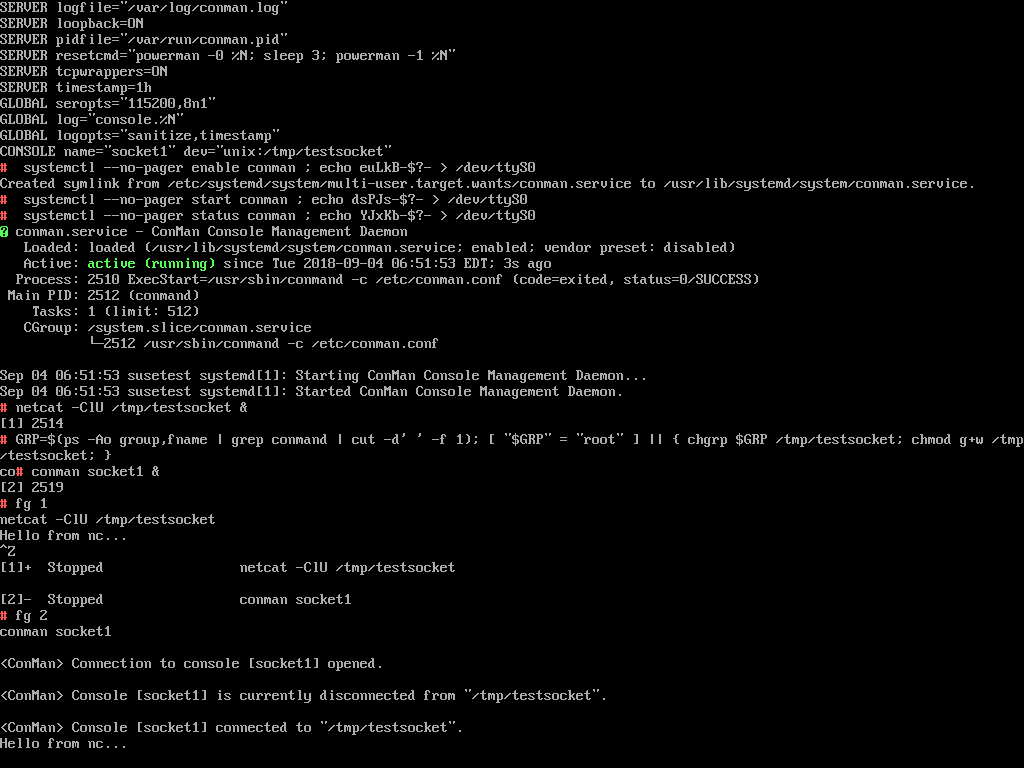 SERVER logfile="/var/log/conman.log"
SERVER loopback=ON
SERVER pidfile="/var/run/conman.pid"
SERVER resetcmd="powerman -0 %N; sleep 3; powerman -1 %N"
SERVER tcpwrappers=ON
SERVER timestamp=1h
GLOBAL seropts="115200,8n1"
GLOBAL log="console.%N"
GLOBAL logopts="sanitize,timestamp"
CONSOLE name="socket1" dev="unix:/tmp/testsocket"
#  systemctl --no-pager enable conman ; echo euLkB-$?- > /dev/ttyS0
Created symlink from /etc/systemd/system/multi-user.target.wants/conman.service to /usr/lib/systemd/system/conman.service.
#  systemctl --no-pager start conman ; echo dsPJs-$?- > /dev/ttyS0
#  systemctl --no-pager status conman ; echo YJxKb-$?- > /dev/ttyS0
? conman.service - ConMan Console Management Daemon
   Loaded: loaded (/usr/lib/systemd/system/conman.service; enabled; vendor preset: disabled)
   Active: active (running) since Tue 2018-09-04 06:51:53 EDT; 3s ago
  Process: 2510 ExecStart=/usr/sbin/conmand -c /etc/conman.conf (code=exited, status=0/SUCCESS)
 Main PID: 2512 (conmand)
    Tasks: 1 (limit: 512)
   CGroup: /system.slice/conman.service
           └─2512 /usr/sbin/conmand -c /etc/conman.conf
Sep 04 06:51:53 susetest systemd[1]: Starting ConMan Console Management Daemon...
Sep 04 06:51:53 susetest systemd[1]: Started ConMan Console Management Daemon.
# netcat -ClU /tmp/testsocket &
[1] 2514
# GRP=$(ps -Ao group,fname | grep conmand | cut -d' ' -f 1); [ "$GRP" = "root" ] || { chgrp $GRP /tmp/testsocket; chmod g+w /tmp
/testsocket; }
co# conman socket1 &
[2] 2519
# fg 1
netcat -ClU /tmp/testsocket
Hello from nc...
^Z
[1]+  Stopped                 netcat -ClU /tmp/testsocket
[2]-  Stopped                 conman socket1
# fg 2
conman socket1
<ConMan> Connection to console [socket1] opened.
<ConMan> Console [socket1] is currently disconnected from "/tmp/testsocket".
<ConMan> Console [socket1] connected to "/tmp/testsocket".
Hello from nc...